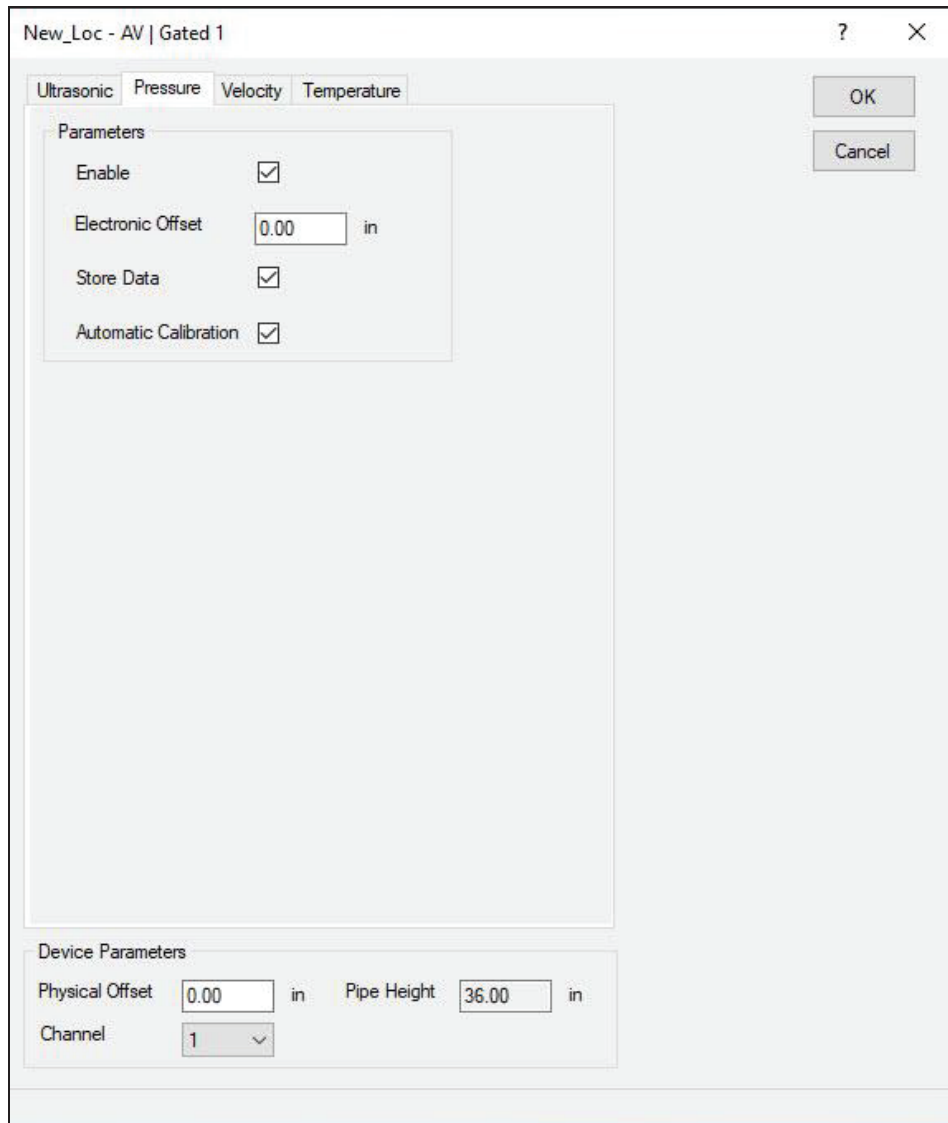 New_Loc - AV | Gated 1 ?
Ultrasonic Pressure Velocity Temperature
OK
Cancel
Parameters
Enable
Electronic Offset 0.00 in
Store Data
Automatic Calibration
Device Parameters
Physical Offset 0.00 in Pipe Height 36.00 in
Channel 1